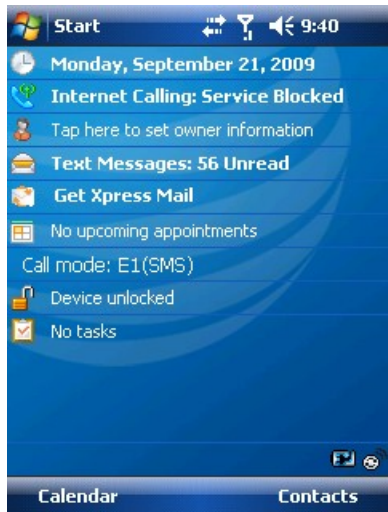 Start 9:40
Monday, September 21, 2009
Internet Calling: Service Blocked
Tap here to set owner information
Text Messages: 56 Unread
Get Xpress Mail
No upcoming appointments
Call mode: E1(SMS)
Device unlocked
No tasks
Calendar Contacts